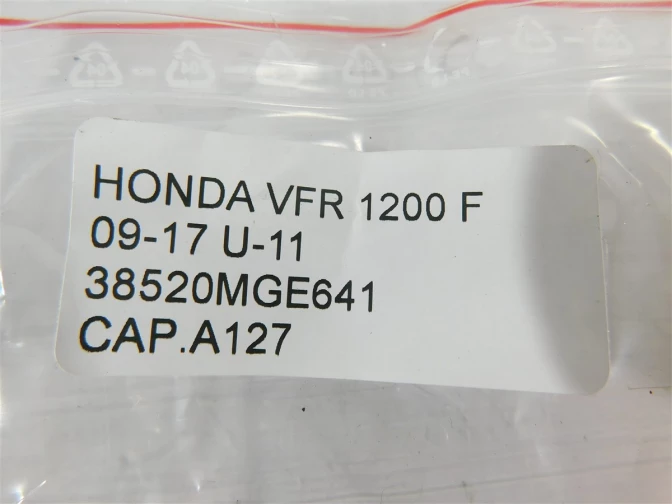 HONDA VFR 1200 F
09-17 U-11
38520MGE641
CAP.A127